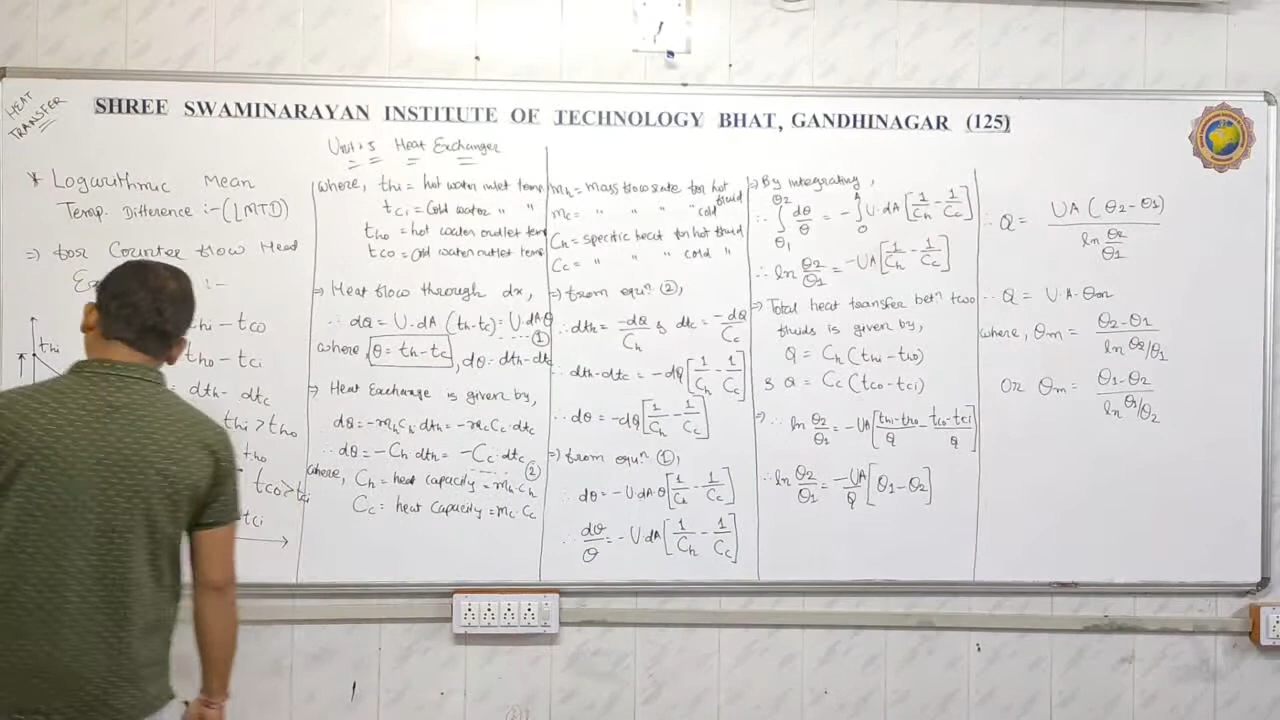 HEAT
TRANSFER
SHREE SWAMINARAYAN INSTITUTE OF TECHNOLOGY BHAT, GANDHINAGAR (125)
Unit:5 Heat Exchanger
* Logarithmic Mean
Temp. Difference :- (LMTD)
⇒ for Counter flow Heat
:-
thi - tco
tho - tci
dth - dtc
thi > tho
tho
tco > tci
tci
thi
where, thi = hot water inlet temp
tci = cold water " "
tho = hot water outlet temp
tco = cold water outlet temp
⇒ Heat flow through dx,
∴ dQ = U·dA (th-tc) = U·dAθ ----(1)
where, θ = th-tc, dθ = dth-dtc
⇒ Heat Exchange is given by,
dQ = -mhCh·dth = -mcCc·dtc
∴ dQ = -Ch dth = -Cc·dtc ----(2)
where, Ch = heat capacity = mh·Ch
Cc = heat capacity = mc·Cc
mh = mass flow rate for hot fluid
mc = " " " " cold
Ch = specific heat for hot fluid
Cc = " " " cold "
⇒ from equn. (2),
∴ dth = -dQ/Ch & dtc = -dQ/Cc
∴ dth-dtc = -dQ[1/Ch - 1/Cc]
∴ dθ = -dQ[1/Ch - 1/Cc]
⇒ from equn. (1),
∴ dθ = -U·dA·θ[1/Ch - 1/Cc]
∴ dθ/θ = -U·dA[1/Ch - 1/Cc]
⇒ By integrating,
∴ ∫θ1^θ2 dθ/θ = -∫0^A U·dA[1/Ch - 1/Cc]
∴ ln θ2/θ1 = -UA[1/Ch - 1/Cc]
⇒ Total heat transfer betn two
fluids is given by,
Q = Ch(thi-tho)
& Q = Cc(tco-tci)
⇒ ∴ ln θ2/θ1 = -UA[thi-tho/Q - tco-tci/Q]
∴ ln θ2/θ1 = -UA/Q[θ1-θ2]
∴ Q = UA(θ2-θ1)/ln θ2/θ1
∴ Q = U·A·θm
where, θm = θ2-θ1/ln θ2/θ1
Or θm = θ1-θ2/ln θ1/θ2